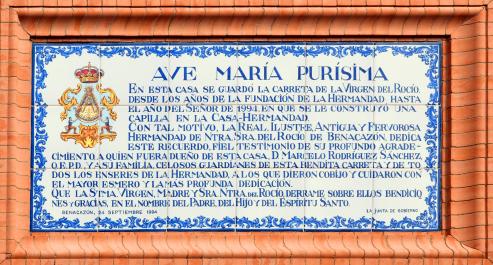 AVE MARÍA PURÍSIMA
EN ESTA CASA SE GUARDÓ LA CARRETA DE LA VIRGEN DEL ROCÍO,
DESDE LOS AÑOS DE LA FUNDACIÓN DE LA HERMANDAD, HASTA
EL AÑO DEL SEÑOR DE 1994 EN QUE SE LE CONSTRUYÓ UNA
CAPILLA EN LA CASA-HERMANDAD.
CON TAL MOTIVO, LA REAL, ILUSTRE, ANTIGUA Y FERVOROSA
HERMANDAD DE NTRA. SRA. DEL ROCÍO DE BENACAZÓN, DEDICA
ESTE RECUERDO, FIEL TESTIMONIO DE SU PROFUNDO AGRADE-
CIMIENTO A QUIEN FUERA DUEÑO DE ESTA CASA, D. MARCELO RODRÍGUEZ SÁNCHEZ,
O.E.P.D., Y A SU FAMILIA, CELOSOS GUARDIANES DE ESTA BENDITA CARRETA Y DE TO-
DOS LOS ENSERES DE LA HERMANDAD, A LOS QUE DIERON COBIJO Y CUIDARON CON
EL MAYOR ESMERO Y LA MAS PROFUNDA DEDICACIÓN.
QUE LA STMA. VIRGEN, MADRE Y SRA. NTRA. DEL ROCÍO, DERRAME SOBRE ELLOS BENDICIO
NES Y GRACIAS, EN EL NOMBRE DEL PADRE, DEL HIJO Y DEL ESPÍRITU SANTO.
BENACAZÓN, 24 SEPTIEMBRE 1994
LA JUNTA DE GOBIERNO